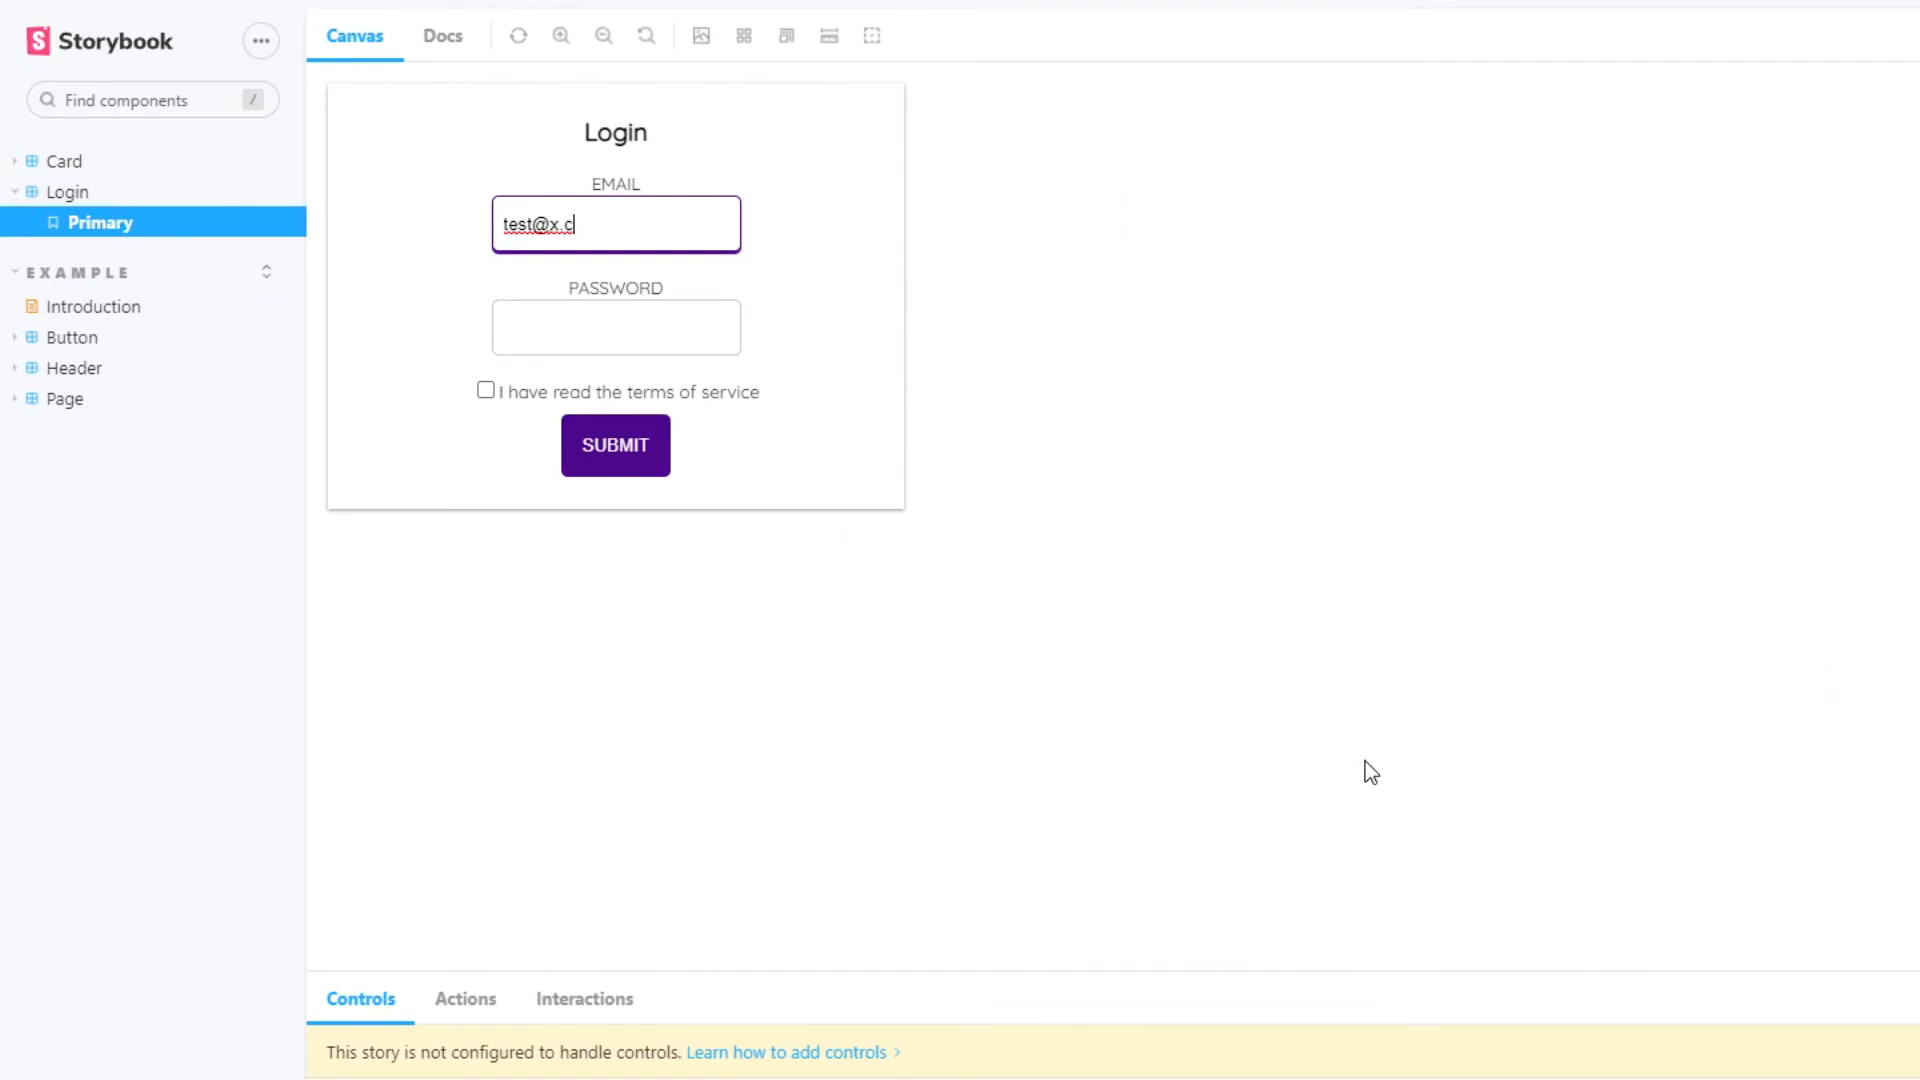 Storybook
Find components /
Card
Login
Primary
EXAMPLE
Introduction
Button
Header
Page
Canvas Docs
Login
EMAIL
test@x.c
PASSWORD
I have read the terms of service
SUBMIT
Controls Actions Interactions
This story is not configured to handle controls. Learn how to add controls